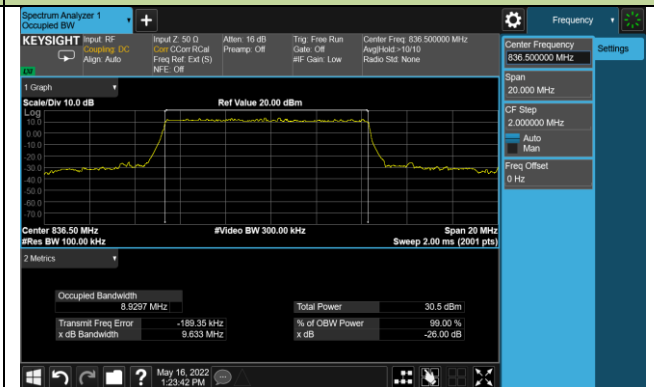 Spectrum Analyzer 1
Occupied BW
Frequency
KEYSIGHT
Input: RF
Coupling: DC
Align: Auto
Input Z: 50 Ω
Corr CCorr RCal
Freq Ref: Ext (S)
NFE: Off
Atten: 16 dB
Preamp: Off
Trig: Free Run
Gate: Off
#IF Gain: Low
Center Freq: 836.500000 MHz
Avg|Hold:>10/10
Radio Std: None
Center Frequency
836.500000 MHz
Settings
Span
20.000 MHz
CF Step
2.000000 MHz
Auto
Man
Freq Offset
0 Hz
1 Graph
Scale/Div 10.0 dB
Ref Value 20.00 dBm
Log
10.0
0.00
-10.0
-20.0
-30.0
-40.0
-50.0
-60.0
-70.0
Center 836.50 MHz
#Video BW 300.00 kHz
Span 20 MHz
#Res BW 100.00 kHz
Sweep 2.00 ms (2001 pts)
2 Metrics
Occupied Bandwidth
8.9297 MHz
Total Power
30.5 dBm
Transmit Freq Error
-189.35 kHz
% of OBW Power
99.00 %
x dB Bandwidth
9.633 MHz
x dB
-26.00 dB
?
May 16, 2022
1:23:42 PM